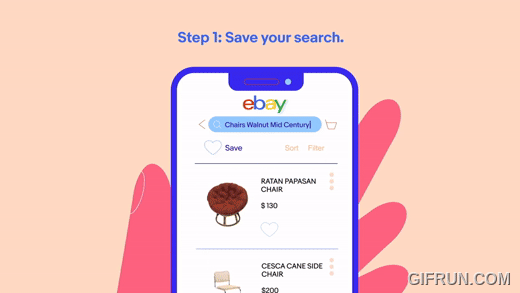 Step 1: Save your search.
ebay
Chairs Walnut Mid Century
Save
Sort
Filter
RATAN PAPASAN
CHAIR
$ 130
CESCA CANE SIDE
CHAIR
$200
GIFRUN.COM